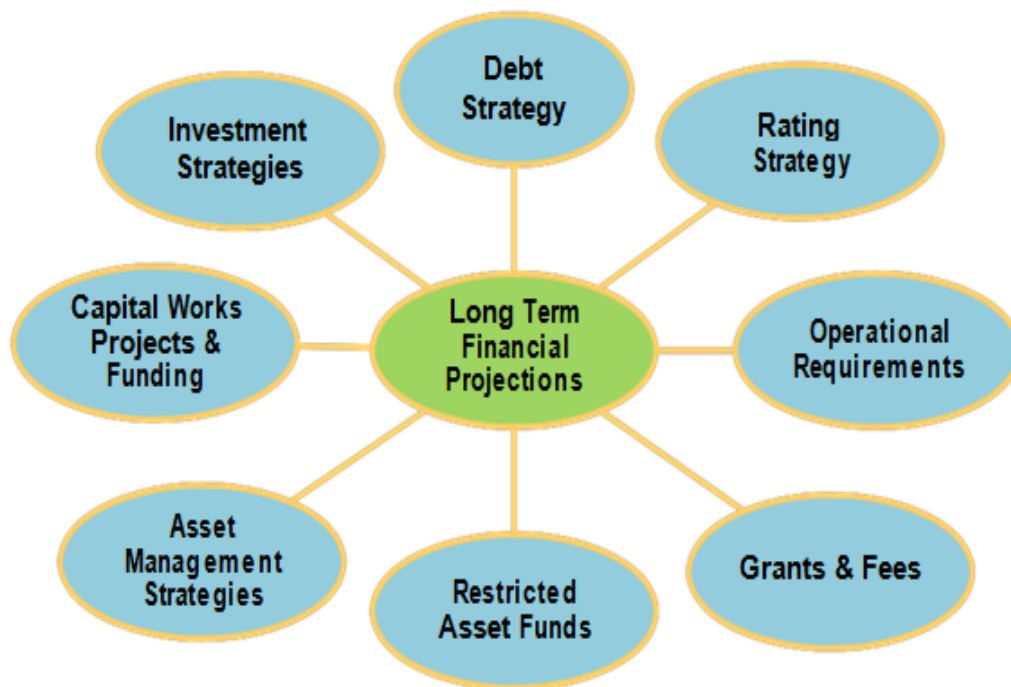 Debt
Strategy
Investment
Strategies
Rating
Strategy
Capital Works
Projects &
Funding
Long Term
Financial
Projections
Operational
Requirements
Asset
Management
Strategies
Restricted
Asset Funds
Grants & Fees